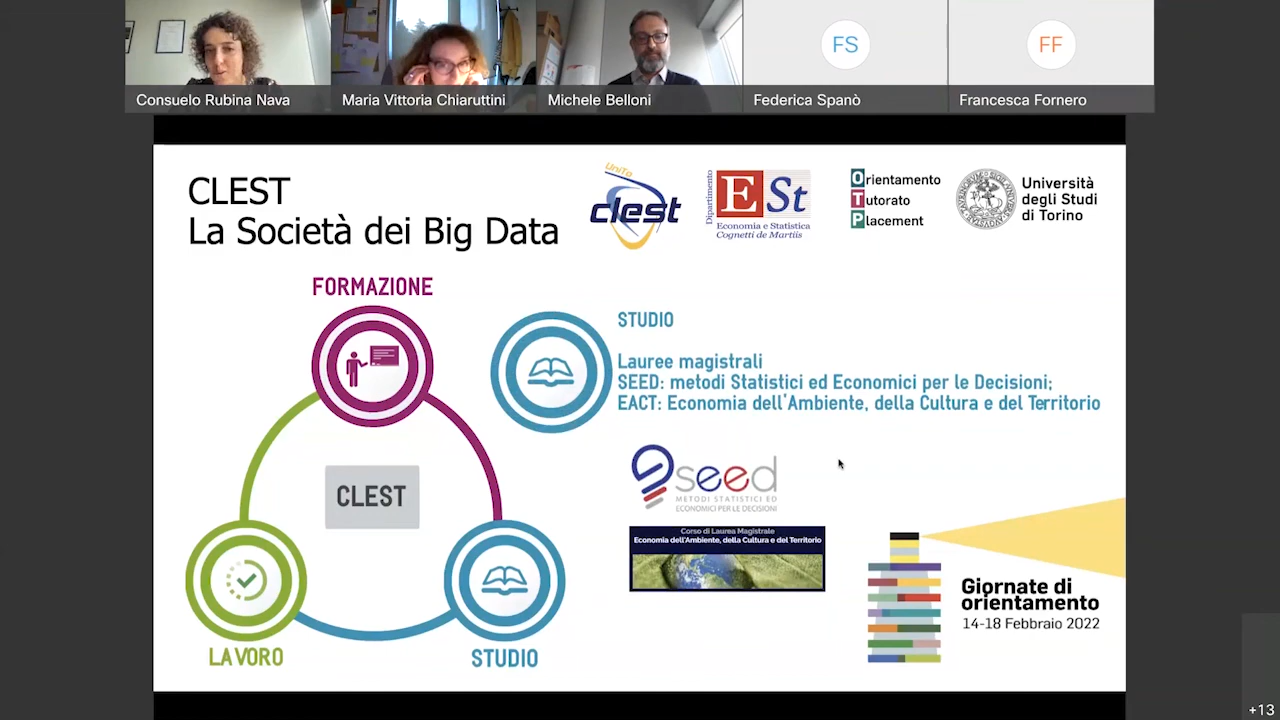 Consuelo Rubina Nava
Maria Vittoria Chiaruttini
Michele Belloni
FS
Federica Spanò
FF
Francesca Fornero
CLEST
La Società dei Big Data
UniTo
clest
Dipartimento
ESt
Economia e Statistica
Cognetti de Martiis
Orientamento
Tutorato
Placement
Università
degli Studi
di Torino
FORMAZIONE
STUDIO
Lauree magistrali
SEED: metodi Statistici ed Economici per le Decisioni;
EACT: Economia dell'Ambiente, della Cultura e del Territorio
CLEST
seed
METODI STATISTICI ED
ECONOMICI PER LE DECISIONI
Corso di Laurea Magistrale
Economia dell'Ambiente, della Cultura e del Territorio
Giornate di
orientamento
14-18 Febbraio 2022
LAVORO
STUDIO
+13